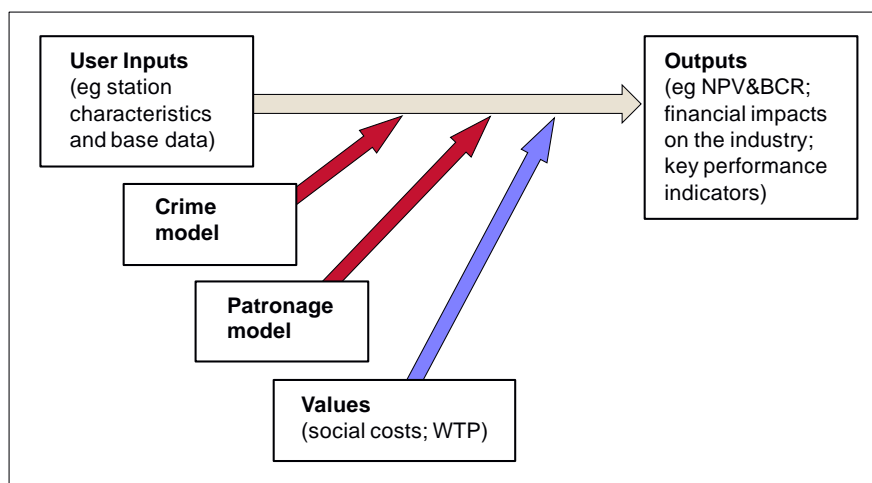 User Inputs
(eg station
characteristics
and base data)
Outputs
(eg NPV&BCR;
financial impacts
on the industry;
key performance
indicators)
Crime
model
Patronage
model
Values
(social costs; WTP)